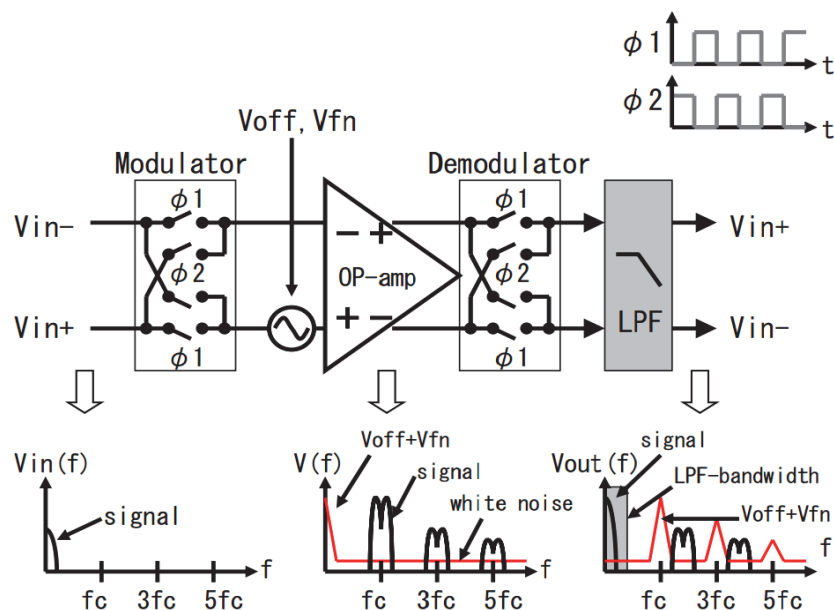 ϕ1
t
ϕ2
t
Voff, Vfn
Modulator
Demodulator
ϕ1
ϕ1
Vin-
Vin+
ϕ2
OP-amp
ϕ2
Vin+
Vin-
LPF
ϕ1
ϕ1
Vin(f)
signal
f
fc 3fc 5fc
V(f)
Voff+Vfn
signal
white noise
f
fc 3fc 5fc
Vout(f)
signal
LPF-bandwidth
Voff+Vfn
f
fc 3fc 5fc